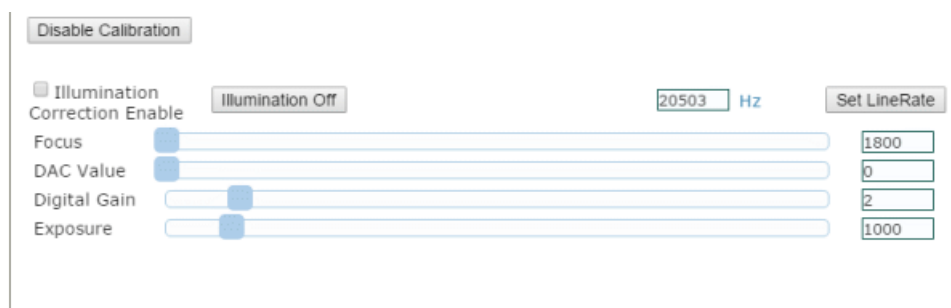 Disable Calibration
Illumination
Correction Enable
Illumination Off
20503 Hz
Set LineRate
Focus 1800
DAC Value 0
Digital Gain 2
Exposure 1000